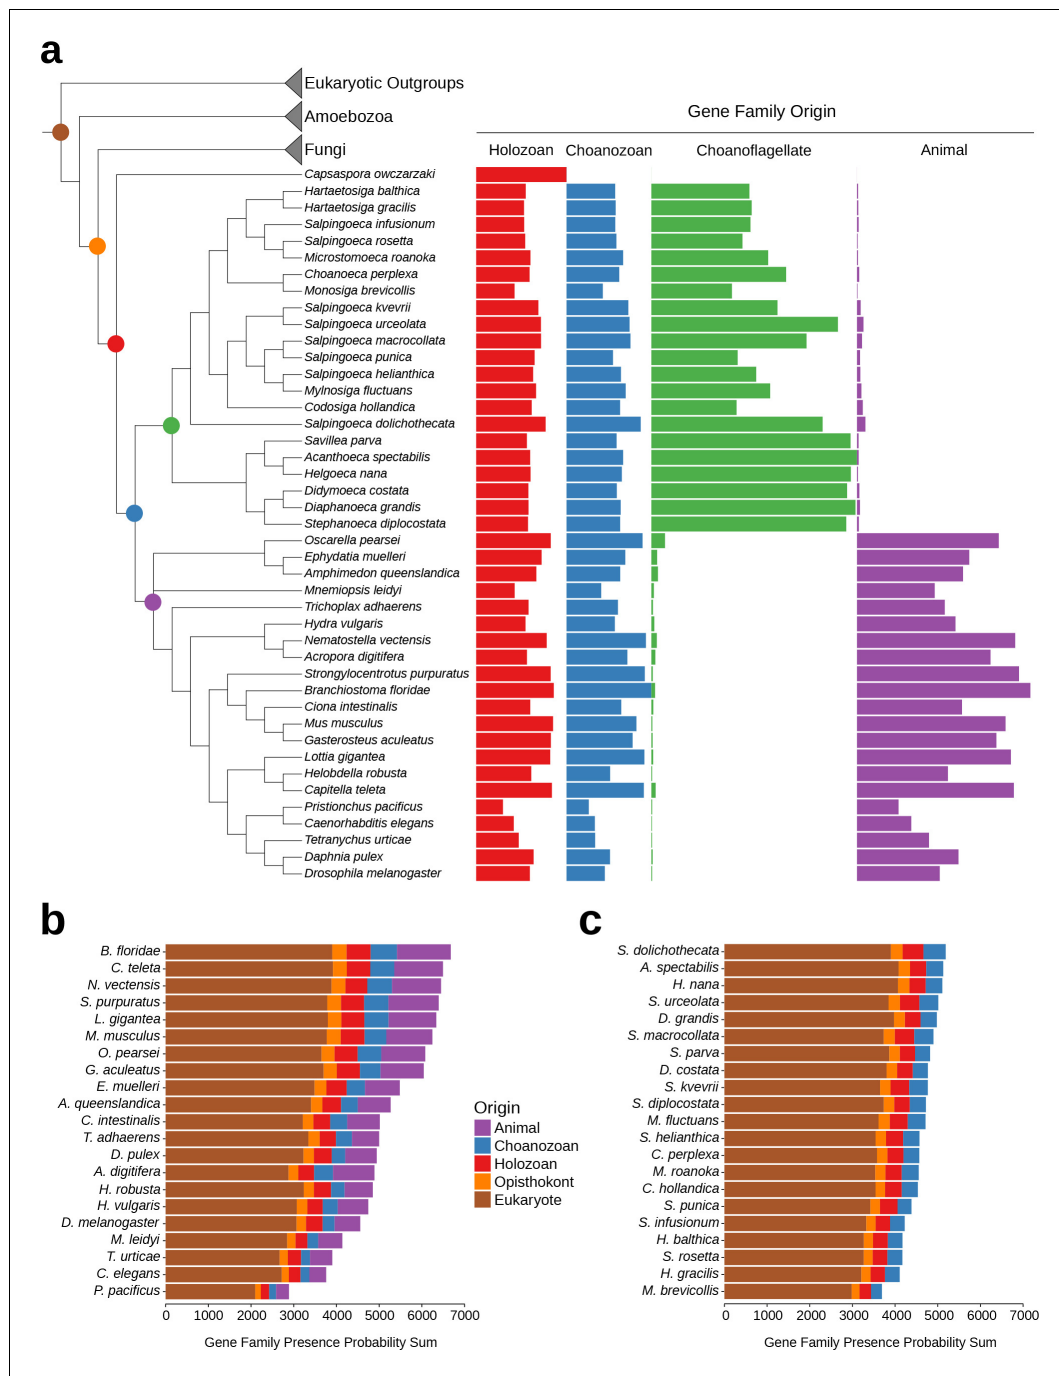 a
Eukaryotic Outgroups
Amoebozoa
Fungi
Gene Family Origin
Holozoan Choanozoan Choanoflagellate Animal
Capsaspora owczarzaki
Hartaetosiga balthica
Hartaetosiga gracilis
Salpingoeca infusionum
Salpingoeca rosetta
Microstomoeca roanoka
Choanoeca perplexa
Monosiga brevicollis
Salpingoeca kvevrii
Salpingoeca urceolata
Salpingoeca macrocollata
Salpingoeca punica
Salpingoeca helianthica
Mylnosiga fluctuans
Codosiga hollandica
Salpingoeca dolichothecata
Savillea parva
Acanthoeca spectabilis
Helgoeca nana
Didymoeca costata
Diaphanoeca grandis
Stephanoeca diplocostata
Oscarella pearsei
Ephydatia muelleri
Amphimedon queenslandica
Mnemiopsis leidyi
Trichoplax adhaerens
Hydra vulgaris
Nematostella vectensis
Acropora digitifera
Strongylocentrotus purpuratus
Branchiostoma floridae
Ciona intestinalis
Mus musculus
Gasterosteus aculeatus
Lottia gigantea
Helobdella robusta
Capitella teleta
Pristionchus pacificus
Caenorhabditis elegans
Tetranychus urticae
Daphnia pulex
Drosophila melanogaster
b
B. floridae
C. teleta
N. vectensis
S. purpuratus
L. gigantea
M. musculus
O. pearsei
G. aculeatus
E. muelleri
A. queenslandica
C. intestinalis
T. adhaerens
D. pulex
A. digitifera
H. robusta
H. vulgaris
D. melanogaster
M. leidyi
T. urticae
C. elegans
P. pacificus
0 1000 2000 3000 4000 5000 6000 7000
Gene Family Presence Probability Sum
Origin
Animal
Choanozoan
Holozoan
Opisthokont
Eukaryote
c
S. dolichothecata
A. spectabilis
H. nana
S. urceolata
D. grandis
S. macrocollata
S. parva
D. costata
S. kvevrii
S. diplocostata
M. fluctuans
S. helianthica
C. perplexa
M. roanoka
C. hollandica
S. punica
S. infusionum
H. balthica
S. rosetta
H. gracilis
M. brevicollis
0 1000 2000 3000 4000 5000 6000 7000
Gene Family Presence Probability Sum